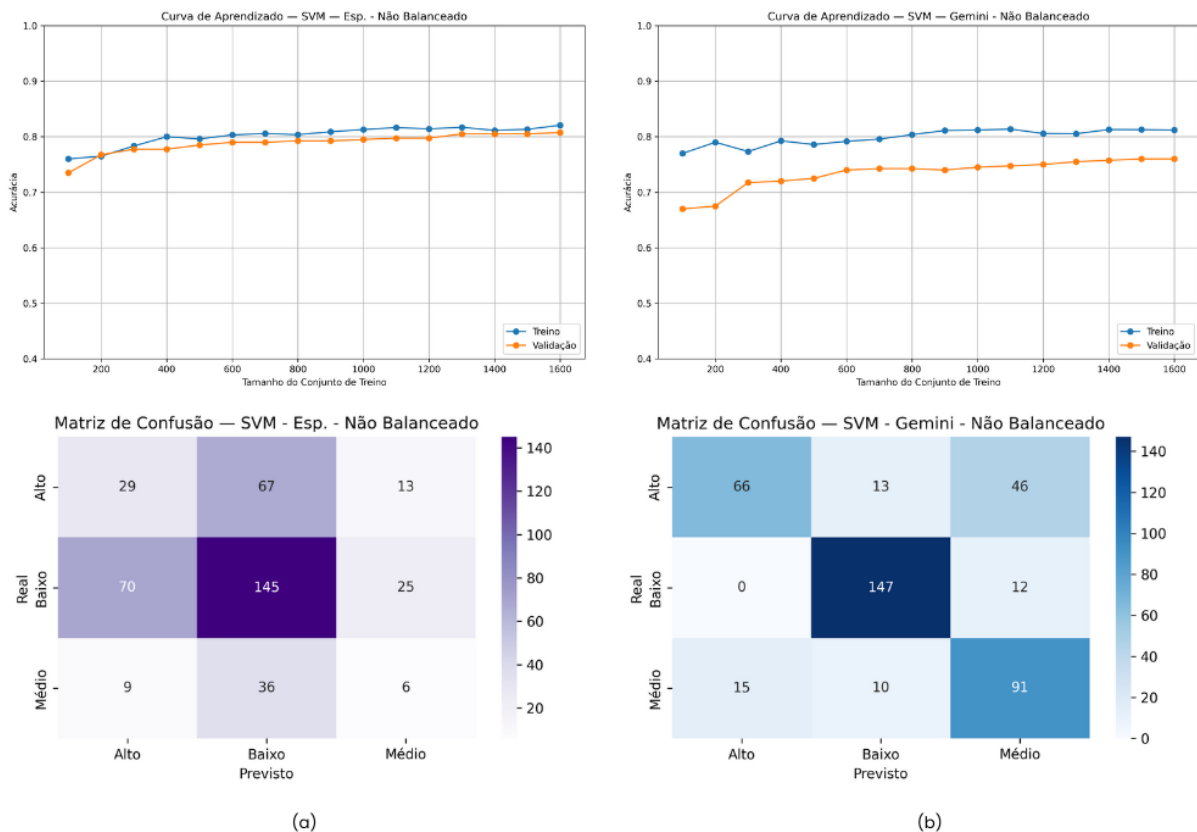 Curva de Aprendizado — SVM — Esp. - Não Balanceado
1.0
0.9
0.8
0.7
0.6
0.5
0.4
Acurácia
200
400
600
800
1000
1200
1400
1600
Tamanho do Conjunto de Treino
Treino
Validação
Curva de Aprendizado — SVM — Gemini - Não Balanceado
1.0
0.9
0.8
0.7
0.6
0.5
0.4
Acurácia
200
400
600
800
1000
1200
1400
1600
Tamanho do Conjunto de Treino
Treino
Validação
Matriz de Confusão — SVM - Esp. - Não Balanceado
Real
Alto
29 67 13
Baixo
70 145 25
Médio
9 36 6
Alto Baixo Médio
Previsto
140
120
100
80
60
40
20
(a)
Matriz de Confusão — SVM - Gemini - Não Balanceado
Real
Alto
66 13 46
Baixo
0 147 12
Médio
15 10 91
Alto Baixo Médio
Previsto
140
120
100
80
60
40
20
0
(b)